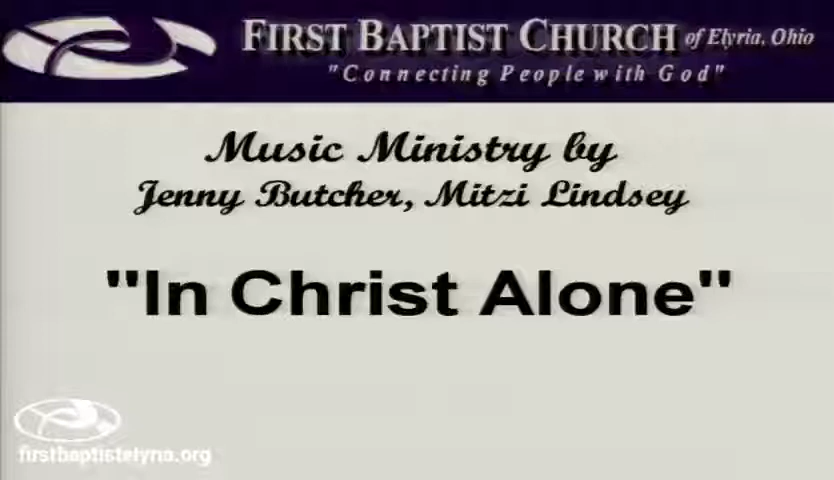 FIRST BAPTIST CHURCH of Elyria, Ohio
"Connecting People with God"
Music Ministry by
Jenny Butcher, Mitzi Lindsey
"In Christ Alone"
firstbaptistelyria.org